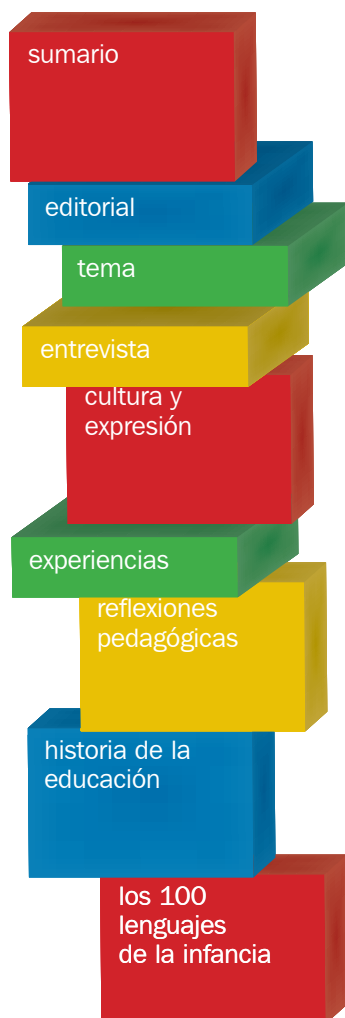 sumario
editorial
tema
entrevista
cultura y
expresión
experiencias
reflexiones
pedagógicas
historia de la
educación
los 100
lenguajes
de la infancia